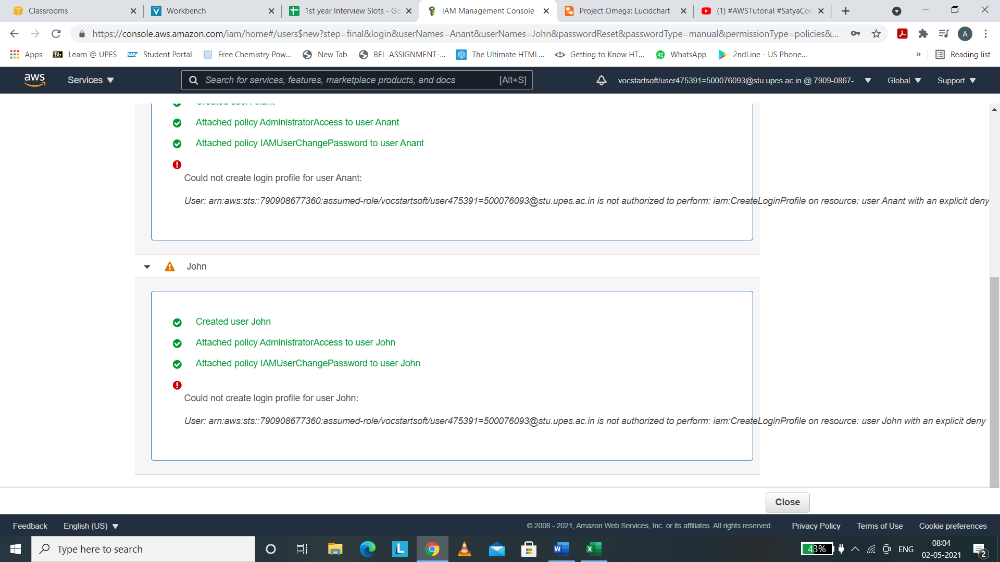 Classrooms
Workbench
1st year Interview Slots - Go
IAM Management Console
Project Omega: Lucidchart
(1) #AWSTutorial #SatyaCo
https://console.aws.amazon.com/iam/home#/users$new?step=final&login&userNames=Anant&userNames=John&passwordReset&passwordType=manual&permissionType=policies&...
A
Apps
Bb Learn @ UPES
SAP Student Portal
Free Chemistry Pow...
New Tab
BEL_ASSIGNMENT-...
The Ultimate HTML...
Getting to Know HT...
42 WhatsApp
2ndLine - US Phone...
»
Reading list
aws
Services
Search for services, features, marketplace products, and docs [Alt+S]
vocstartsoft/user475391=500076093@stu.upes.ac.in @ 7909-0867-...
Global
Support
Created user Anant
Attached policy AdministratorAccess to user Anant
Attached policy IAMUserChangePassword to user Anant
Could not create login profile for user Anant:
User: arn:aws:sts::790908677360:assumed-role/vocstartsoft/user475391=500076093@stu.upes.ac.in is not authorized to perform: iam:CreateLoginProfile on resource: user Anant with an explicit deny
John
Created user John
Attached policy AdministratorAccess to user John
Attached policy IAMUserChangePassword to user John
Could not create login profile for user John:
User: arn:aws:sts::790908677360:assumed-role/vocstartsoft/user475391=500076093@stu.upes.ac.in is not authorized to perform: iam:CreateLoginProfile on resource: user John with an explicit deny
Close
Feedback
English (US)
© 2008 - 2021, Amazon Web Services, Inc. or its affiliates. All rights reserved.
Privacy Policy
Terms of Use
Cookie preferences
Type here to search
43%
ENG
08:04
02-05-2021
2